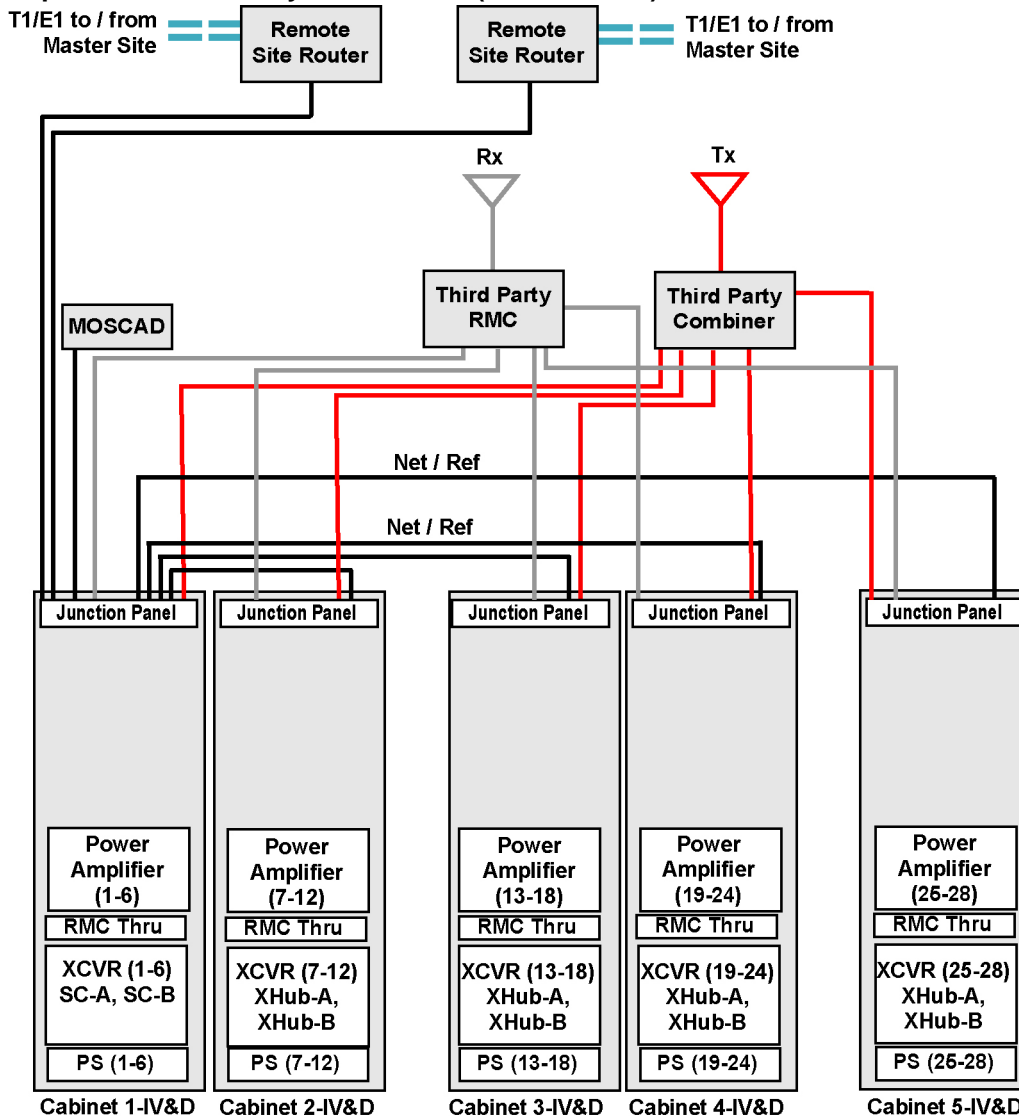 T1/E1 to / from
Master Site
Remote
Site Router
Remote
Site Router
T1/E1 to / from
Master Site
Rx
Tx
MOSCAD
Third Party
RMC
Third Party
Combiner
Net / Ref
Net / Ref
Junction Panel
Junction Panel
Junction Panel
Junction Panel
Junction Panel
Power
Amplifier
(1-6)
RMC Thru
XCVR (1-6)
SC-A, SC-B
PS (1-6)
Cabinet 1-IV&D
Power
Amplifier
(7-12)
RMC Thru
XCVR (7-12)
XHub-A,
XHub-B
PS (7-12)
Cabinet 2-IV&D
Power
Amplifier
(13-18)
RMC Thru
XCVR (13-18)
XHub-A,
XHub-B
PS (13-18)
Cabinet 3-IV&D
Power
Amplifier
(19-24)
RMC Thru
XCVR (19-24)
XHub-A,
XHub-B
PS (19-24)
Cabinet 4-IV&D
Power
Amplifier
(25-28)
RMC Thru
XCVR (25-28)
XHub-A,
XHub-B
PS (25-28)
Cabinet 5-IV&D